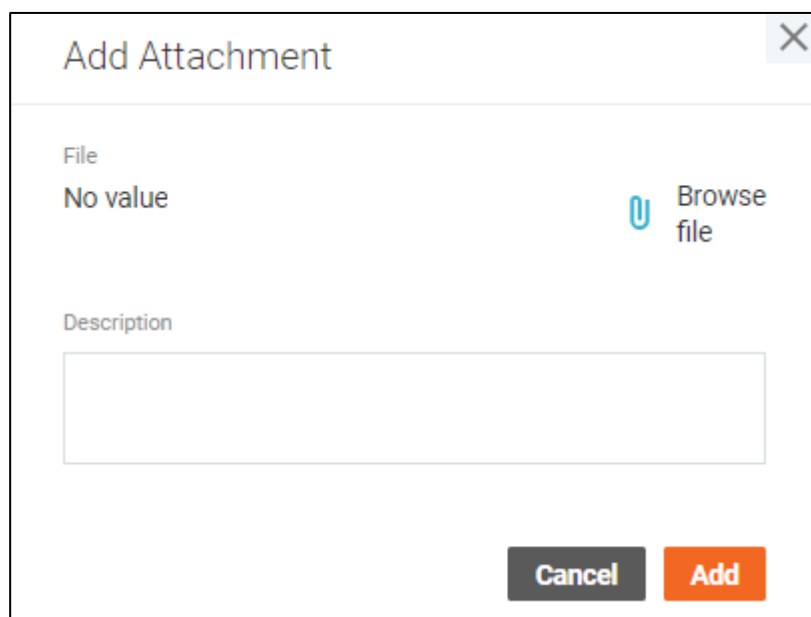 Add Attachment
File
No value
Browse
file
Description
Cancel
Add